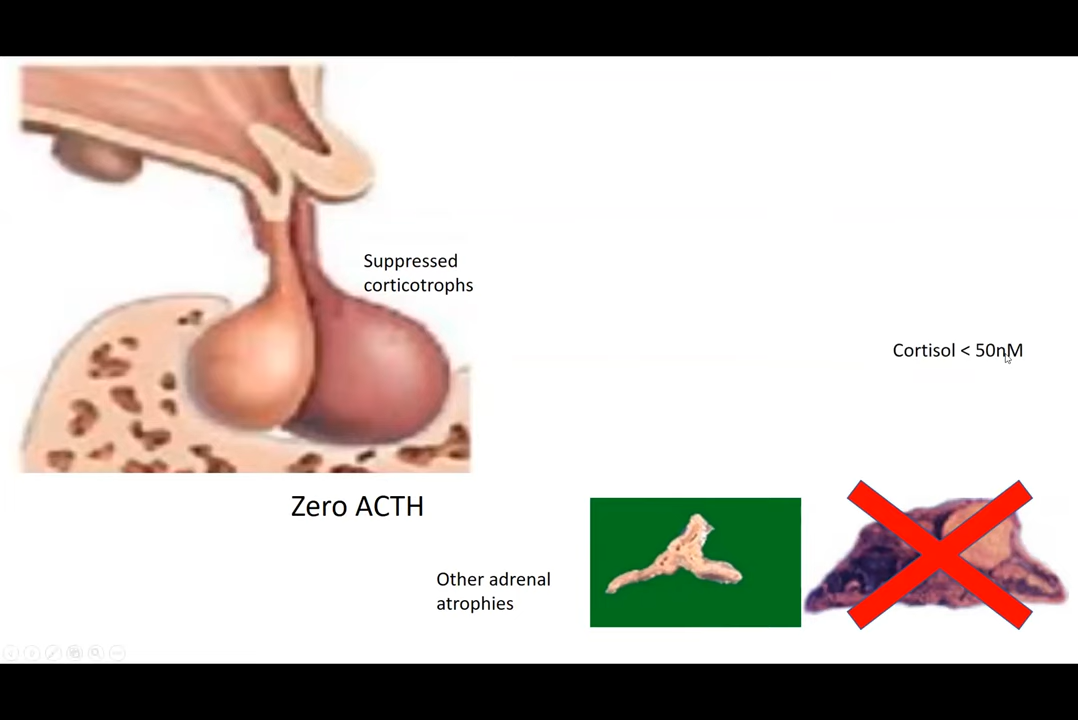 Suppressed
corticotrophs
Cortisol < 50nM
Zero ACTH
Other adrenal
atrophies